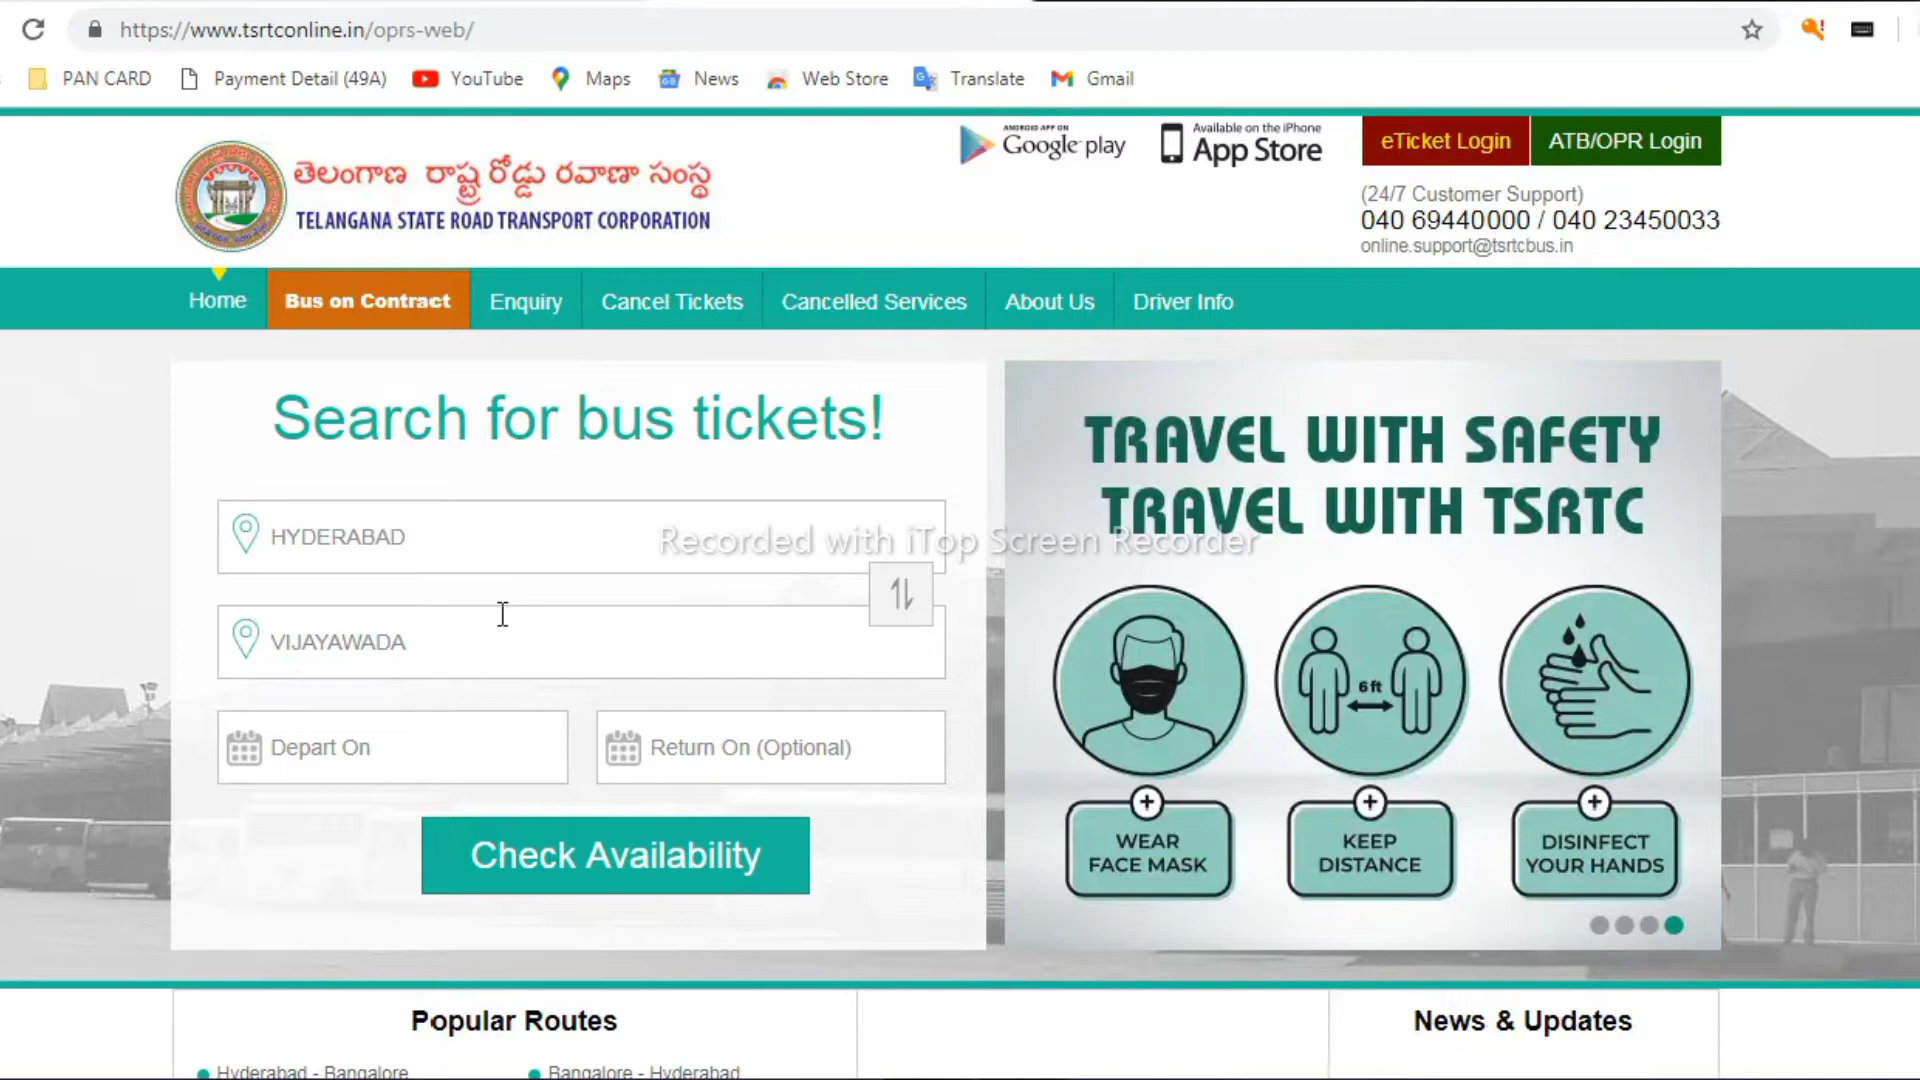 https://www.tsrtconline.in/oprs-web/
PAN CARD
Payment Detail (49A)
YouTube
Maps
News
Web Store
Translate
Gmail
తెలంగాణ రాష్ట్ర రోడ్డు రవాణా సంస్థ
TELANGANA STATE ROAD TRANSPORT CORPORATION
ANDROID APP ON
Google play
Available on the iPhone
App Store
eTicket Login
ATB/OPR Login
(24/7 Customer Support)
040 69440000 / 040 23450033
online.support@tsrtcbus.in
Home
Bus on Contract
Enquiry
Cancel Tickets
Cancelled Services
About Us
Driver Info
Search for bus tickets!
HYDERABAD
VIJAYAWADA
Depart On
Return On (Optional)
Check Availability
Recorded with iTop Screen Recorder
TRAVEL WITH SAFETY
TRAVEL WITH TSRTC
6ft
WEAR
FACE MASK
KEEP
DISTANCE
DISINFECT
YOUR HANDS
Popular Routes
News & Updates
Hyderabad - Bangalore
Bangalore - Hyderabad